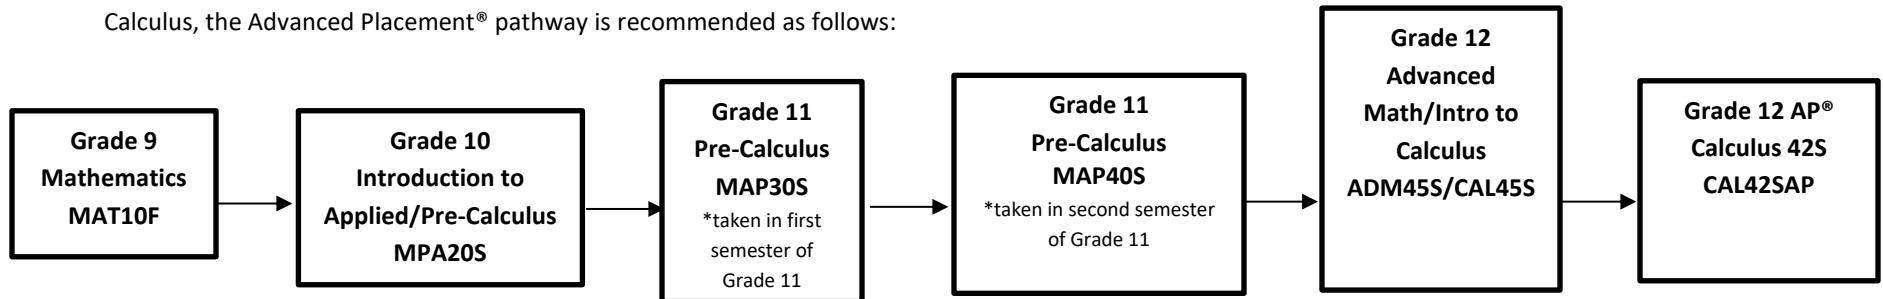 Calculus, the Advanced Placement® pathway is recommended as follows:
Grade 9
Mathematics
MAT10F
Grade 10
Introduction to
Applied/Pre-Calculus
MPA20S
Grade 11
Pre-Calculus
MAP30S
*taken in first
semester of
Grade 11
Grade 11
Pre-Calculus
MAP40S
*taken in second semester
of Grade 11
Grade 12
Advanced
Math/Intro to
Calculus
ADM45S/CAL45S
Grade 12 AP®
Calculus 42S
CAL42SAP